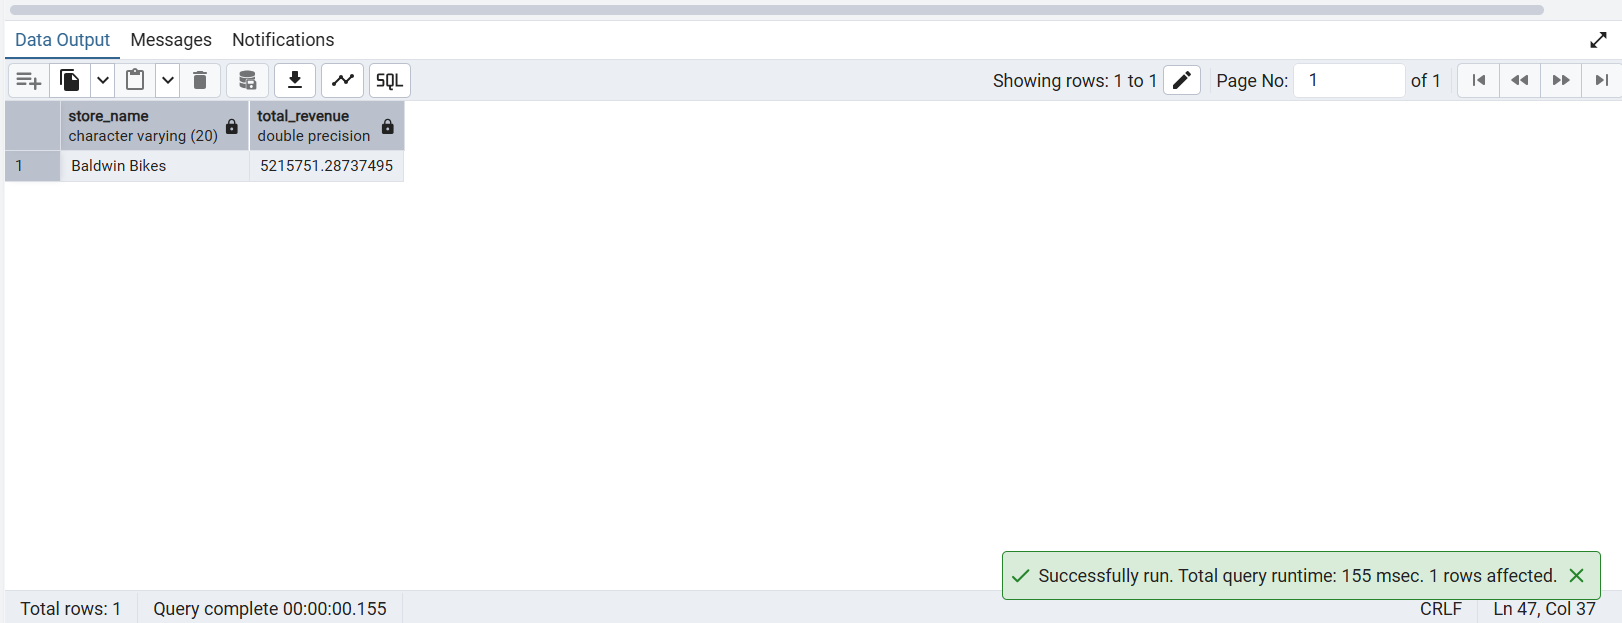 Data Output Messages Notifications
SQL Showing rows: 1 to 1 Page No: 1 of 1
store_name total_revenue
character varying (20) double precision
1 Baldwin Bikes 5215751.28737495
Successfully run. Total query runtime: 155 msec. 1 rows affected.
Total rows: 1 Query complete 00:00:00.155 CRLF Ln 47, Col 37